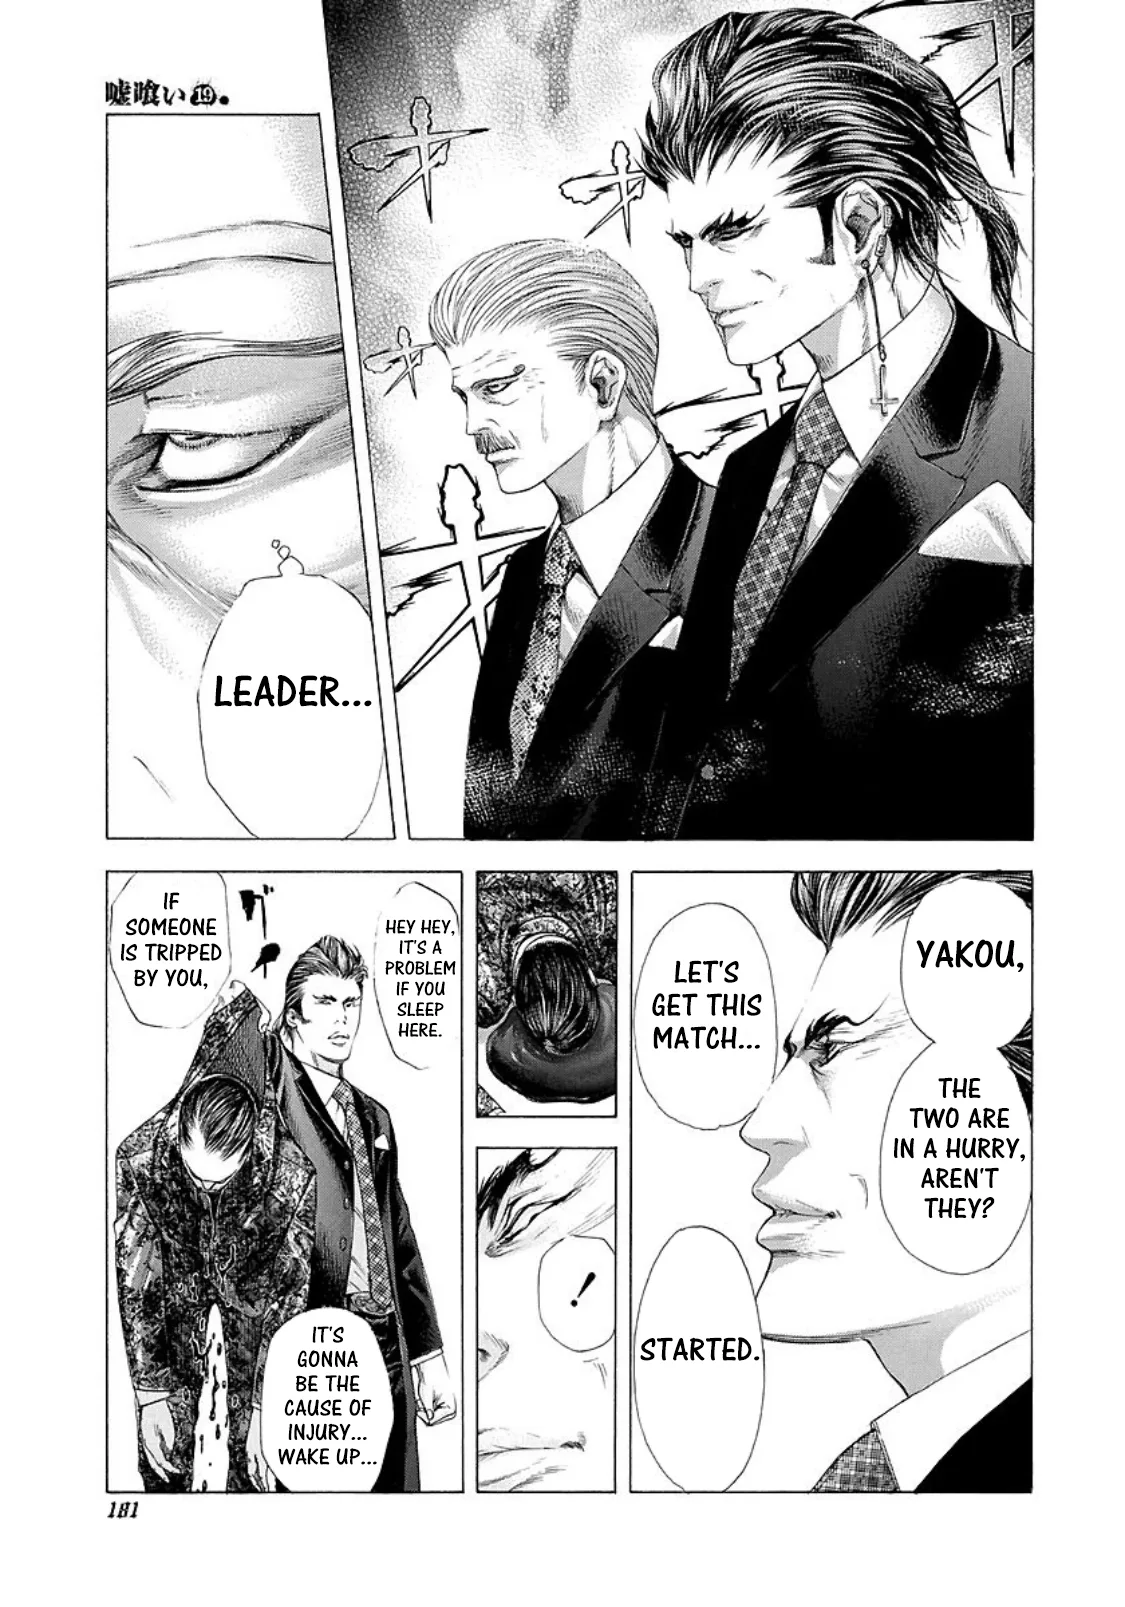 嘘喰い 19
LEADER...
YAKOU,
THE
TWO ARE
IN A HURRY,
AREN'T
THEY?
LET'S
GET THIS
MATCH...
STARTED.
!
HEY HEY,
IT'S A
PROBLEM
IF YOU
SLEEP
HERE.
IF
SOMEONE
IS TRIPPED
BY YOU,
IT'S
GONNA
BE THE
CAUSE OF
INJURY...
WAKE UP...
181